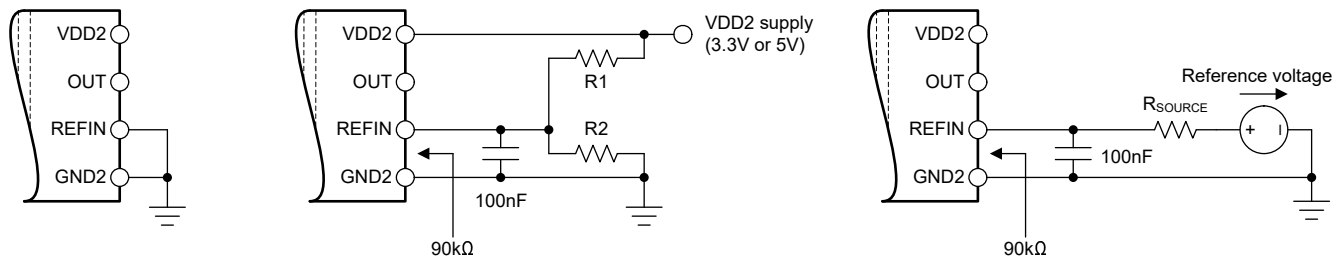 VDD2
OUT
REFIN
GND2
VDD2
OUT
REFIN
GND2
90kΩ
100nF
R1
R2
VDD2 supply
(3.3V or 5V)
VDD2
OUT
REFIN
GND2
90kΩ
100nF
RSOURCE
Reference voltage
+
I